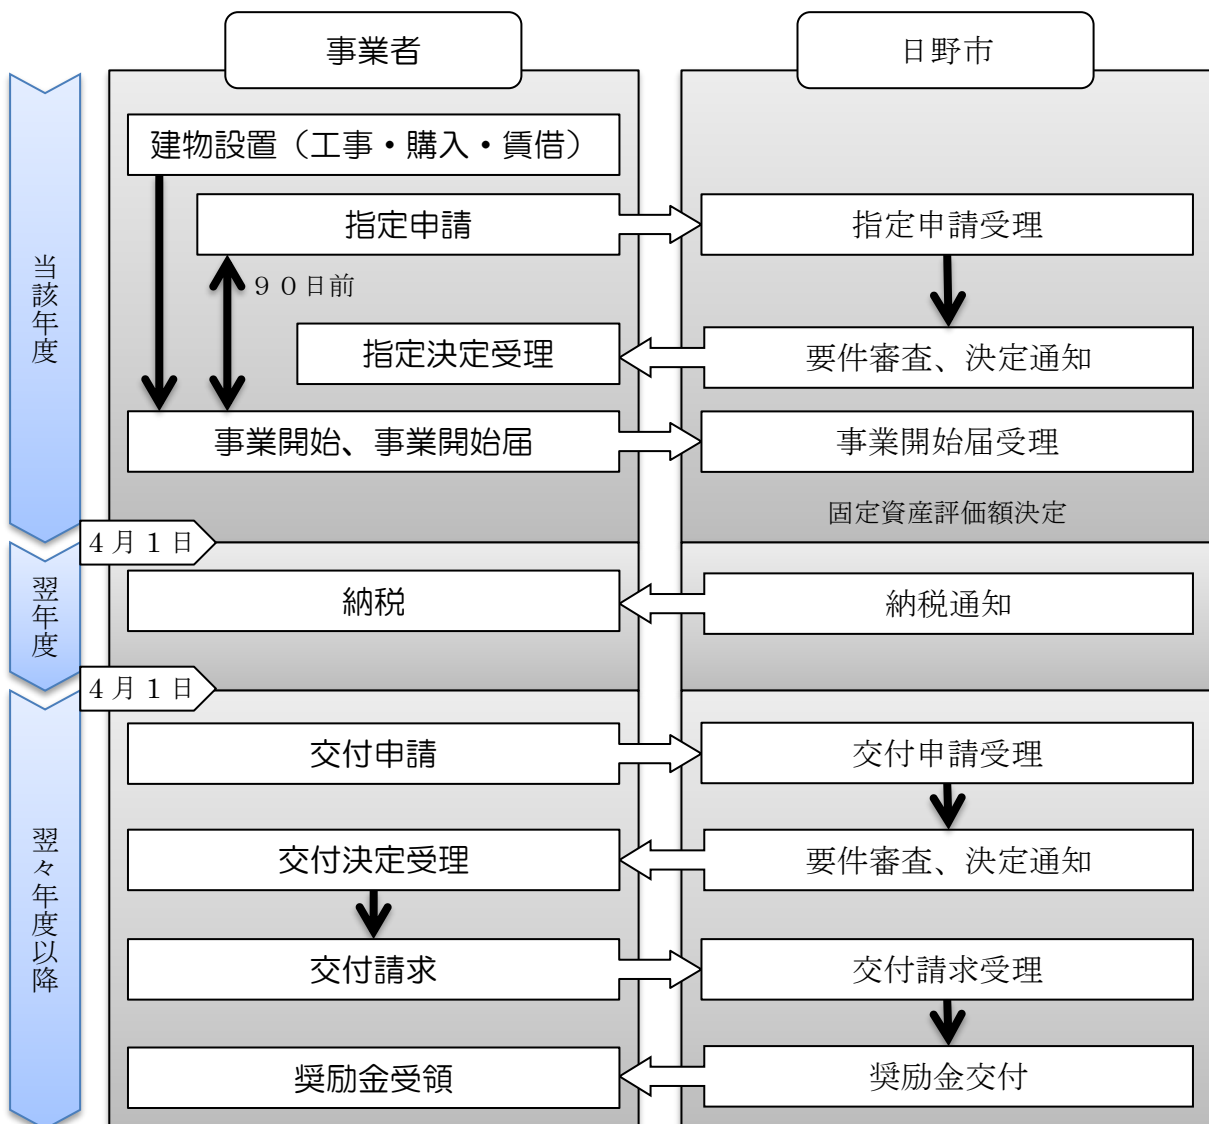 事業者
日野市
当該年度
建物設置（工事・購入・賃借）
指定申請
指定申請受理
９０日前
指定決定受理
要件審査、決定通知
事業開始、事業開始届
事業開始届受理
固定資産評価額決定
４月１日
翌年度
納税
納税通知
４月１日
翌々年度以降
交付申請
交付申請受理
交付決定受理
要件審査、決定通知
交付請求
交付請求受理
奨励金受領
奨励金交付